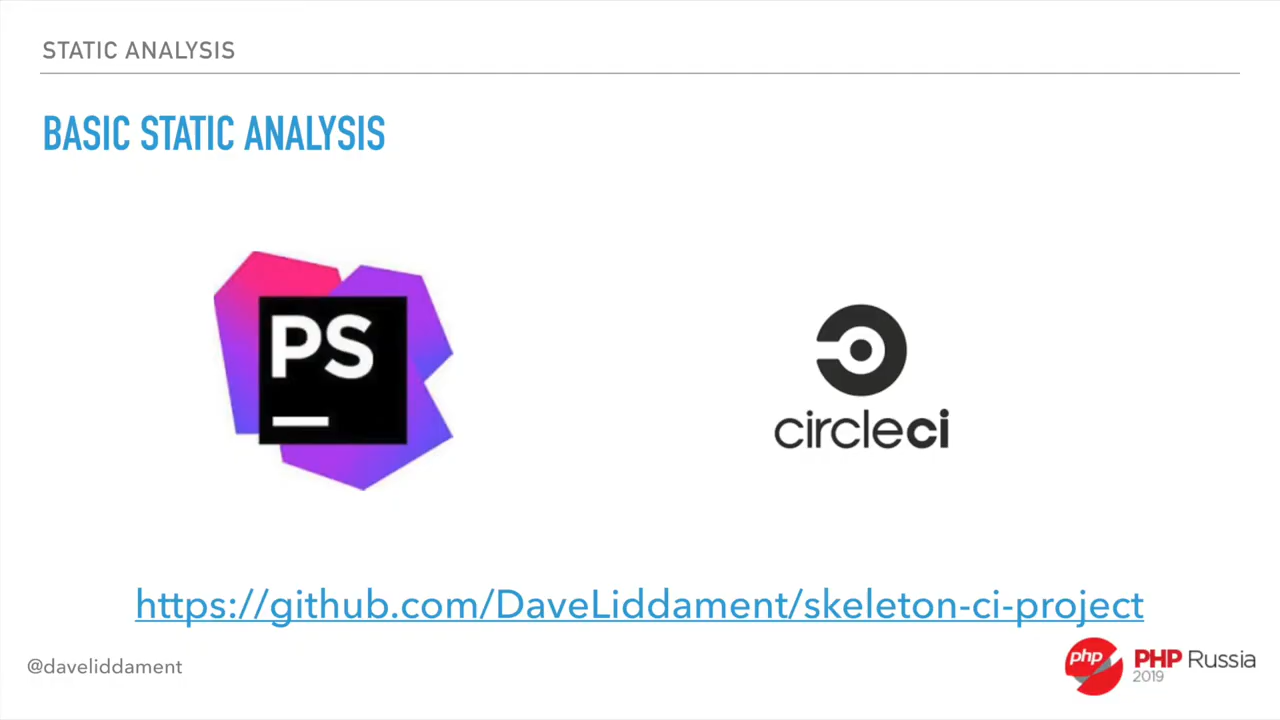 STATIC ANALYSIS
BASIC STATIC ANALYSIS
PS
circleci
https://github.com/DaveLiddament/skeleton-ci-project
@daveliddament
php
PHP Russia
2019